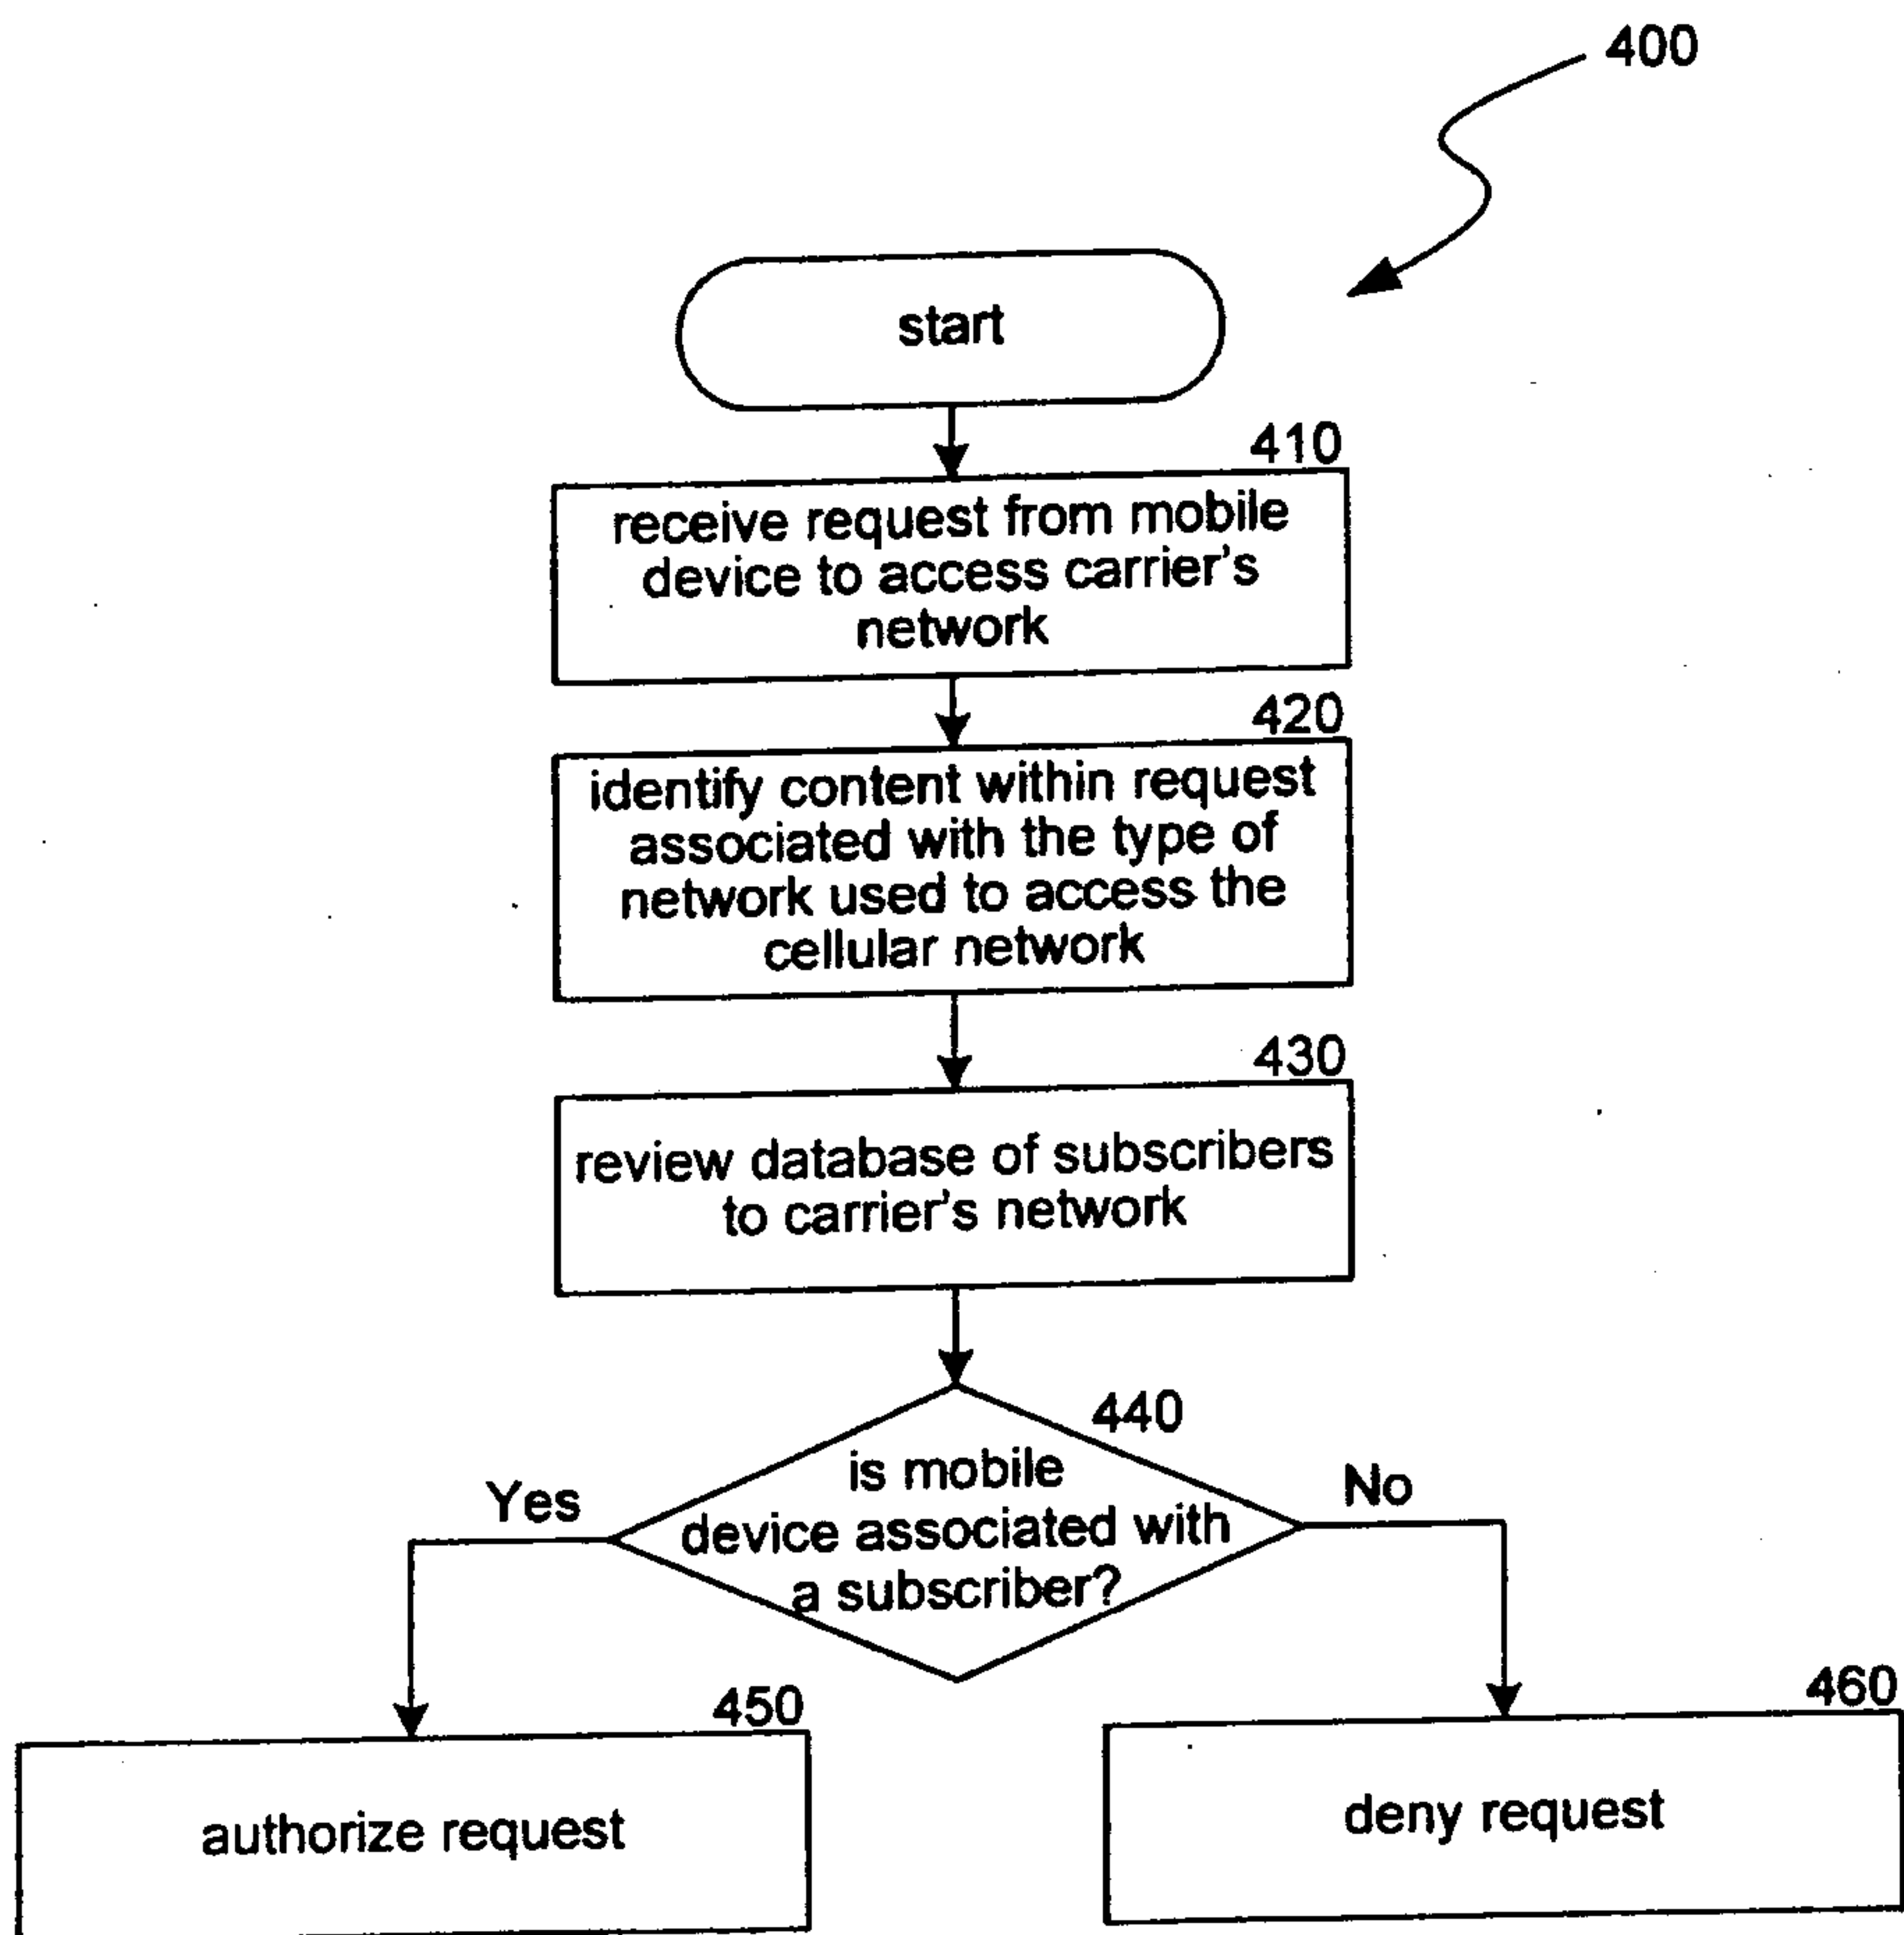 400
start
410
receive request from mobile
device to access carrier's
network
420
identify content within request
associated with the type of
network used to access the
cellular network
430
review database of subscribers
to carrier's network
440
is mobile
device associated with
a subscriber?
Yes
No
450
authorize request
460
deny request